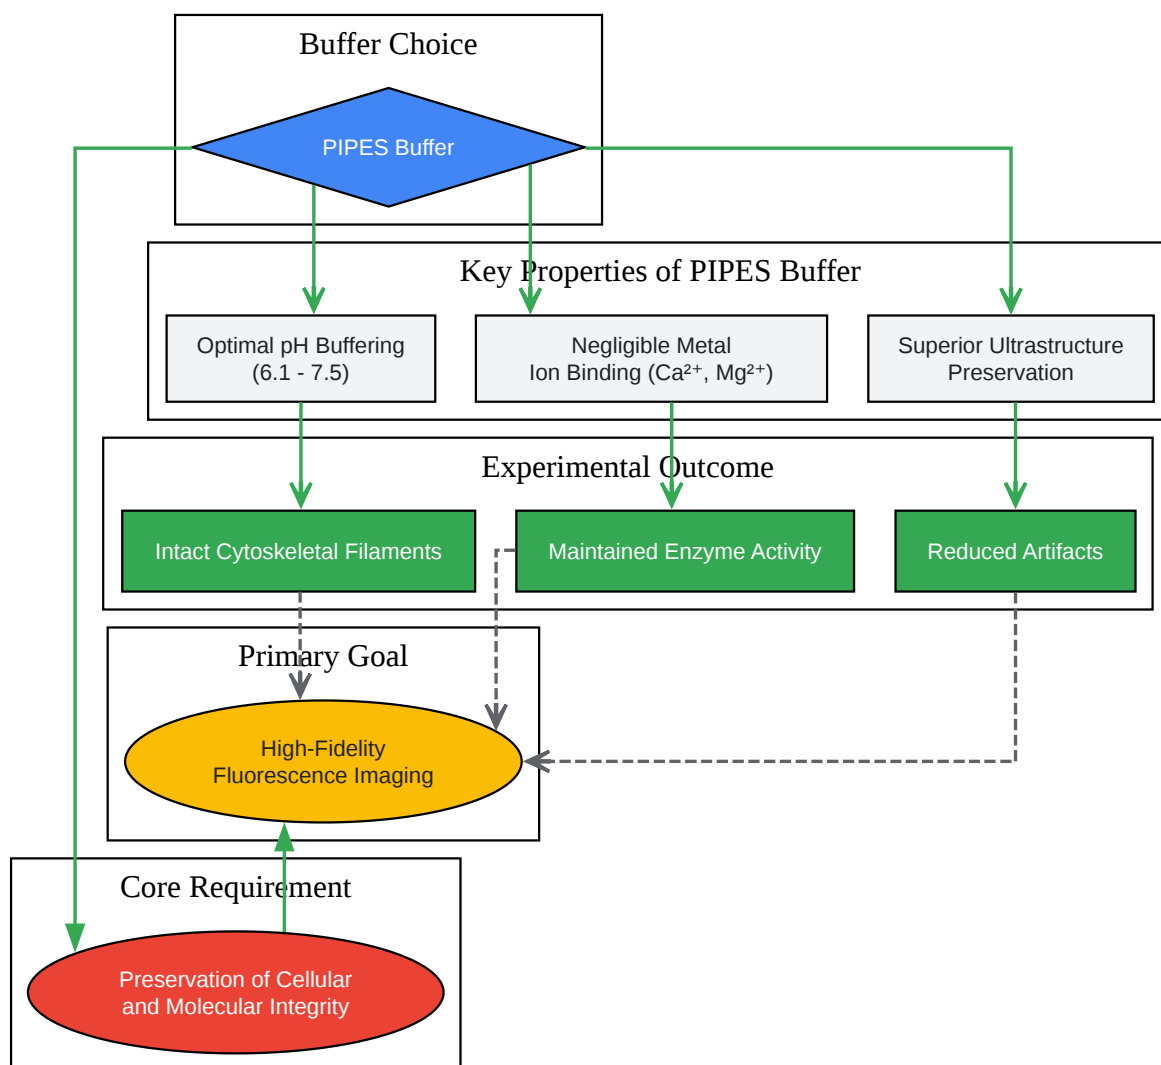 Buffer Choice
PIPES Buffer
Key Properties of PIPES Buffer
Optimal pH Buffering
(6.1 - 7.5)
Negligible Metal
Ion Binding (Ca²⁺, Mg²⁺)
Superior Ultrastructure
Preservation
Experimental Outcome
Intact Cytoskeletal Filaments
Maintained Enzyme Activity
Reduced Artifacts
Primary Goal
High-Fidelity
Fluorescence Imaging
Core Requirement
Preservation of Cellular
and Molecular Integrity